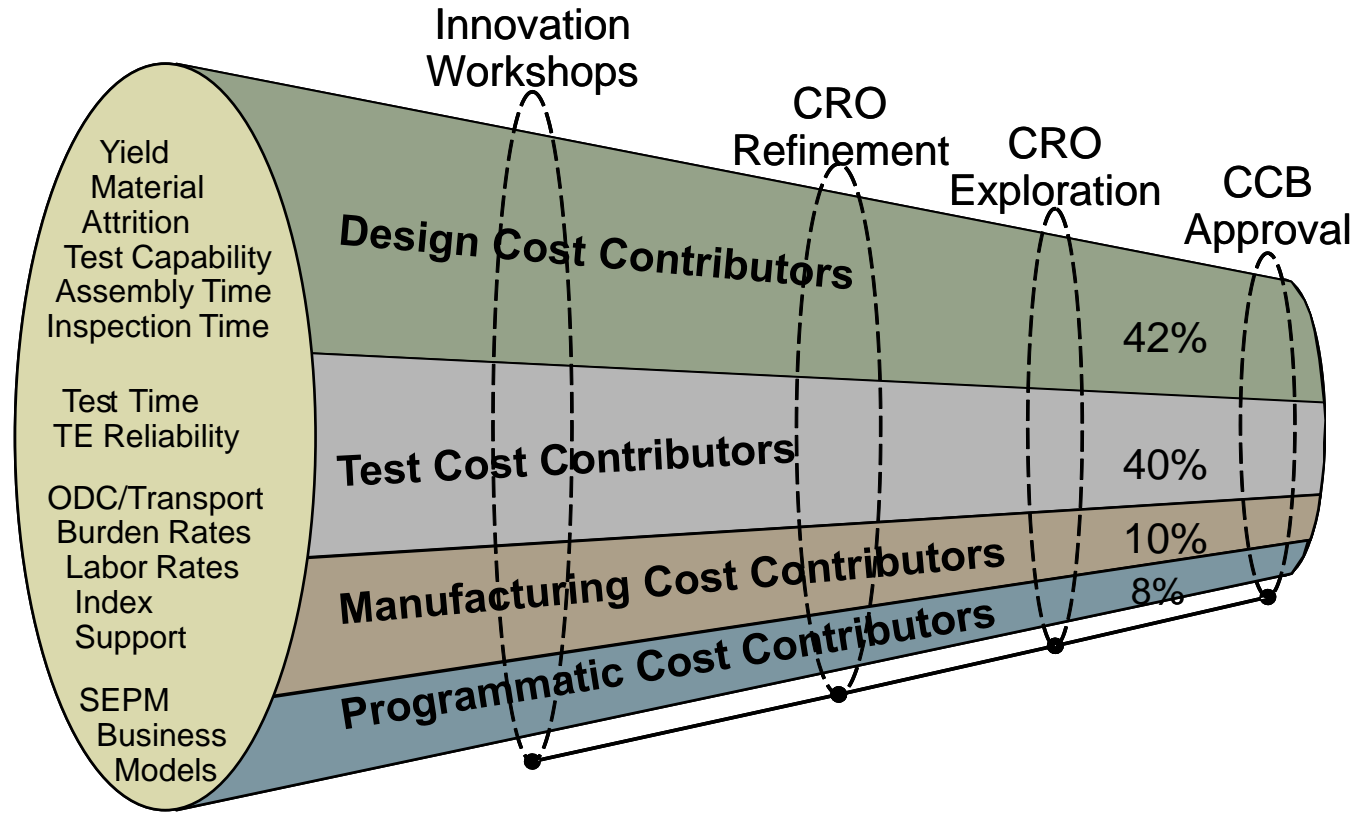 Innovation
Workshops
CRO
Refinement
CRO
Exploration
CCB
Approval
Yield
Material
Attrition
Test Capability
Assembly Time
Inspection Time
Design Cost Contributors
42%
Test Time
TE Reliability
Test Cost Contributors
40%
ODC/Transport
Burden Rates
Labor Rates
Index
Support
Manufacturing Cost Contributors
10%
SEPM
Business
Models
Programmatic Cost Contributors
8%